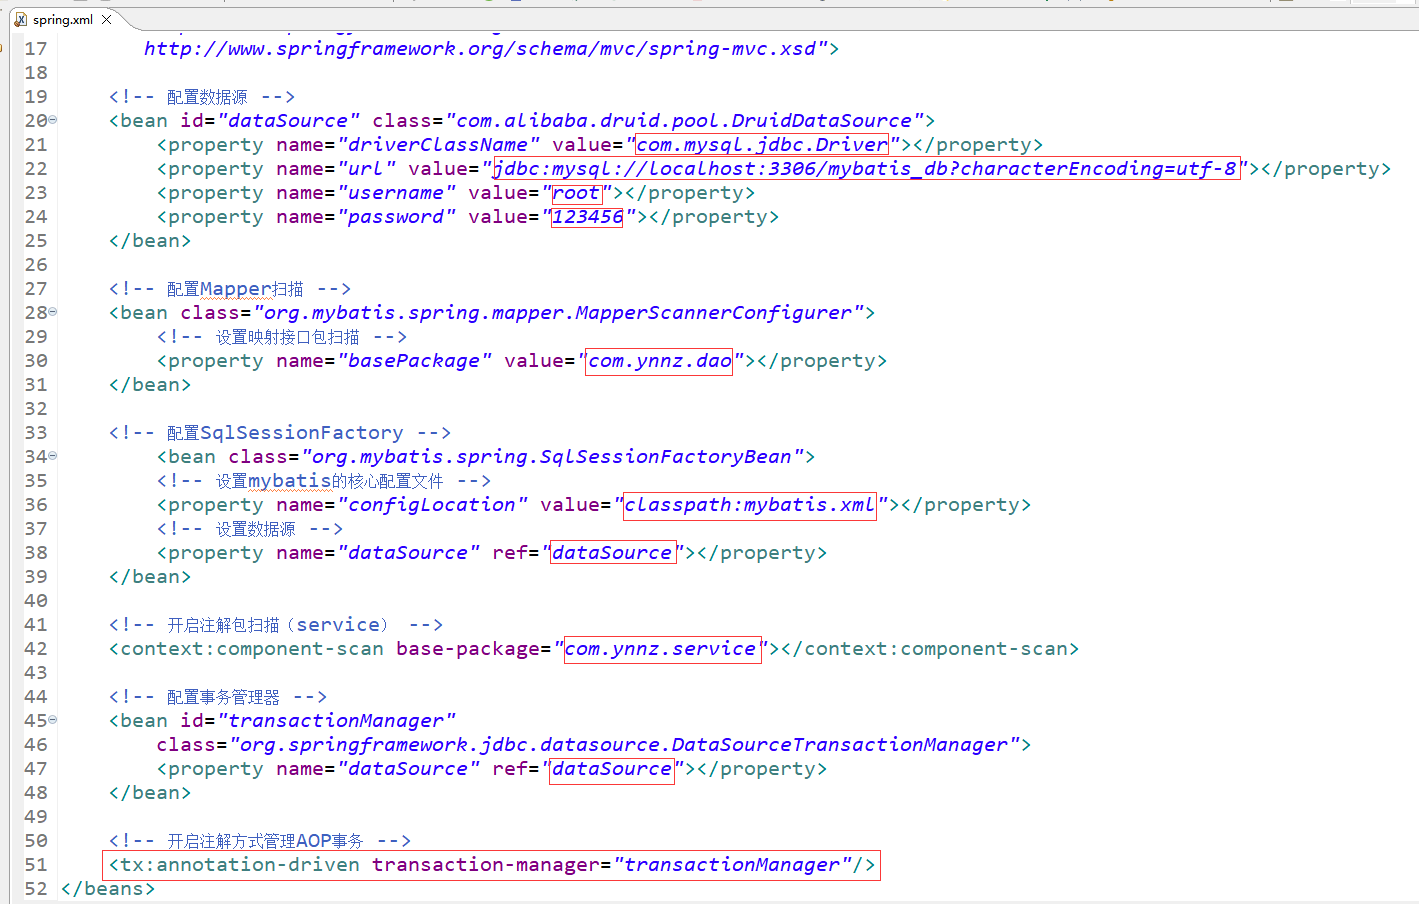 spring.xml
17 http://www.springframework.org/schema/mvc/spring-mvc.xsd">
18
19 <!-- 配置数据源 -->
20 <bean id="dataSource" class="com.alibaba.druid.pool.DruidDataSource">
21 <property name="driverClassName" value="com.mysql.jdbc.Driver"></property>
22 <property name="url" value="jdbc:mysql://localhost:3306/mybatis_db?characterEncoding=utf-8"></property>
23 <property name="username" value="root"></property>
24 <property name="password" value="123456"></property>
25 </bean>
26
27 <!-- 配置Mapper扫描 -->
28 <bean class="org.mybatis.spring.mapper.MapperScannerConfigurer">
29 <!-- 设置映射接口包扫描 -->
30 <property name="basePackage" value="com.ynnz.dao"></property>
31 </bean>
32
33 <!-- 配置SqlSessionFactory -->
34 <bean class="org.mybatis.spring.SqlSessionFactoryBean">
35 <!-- 设置mybatis的核心配置文件 -->
36 <property name="configLocation" value="classpath:mybatis.xml"></property>
37 <!-- 设置数据源 -->
38 <property name="dataSource" ref="dataSource"></property>
39 </bean>
40
41 <!-- 开启注解包扫描（service） -->
42 <context:component-scan base-package="com.ynnz.service"></context:component-scan>
43
44 <!-- 配置事务管理器 -->
45 <bean id="transactionManager"
46 class="org.springframework.jdbc.datasource.DataSourceTransactionManager">
47 <property name="dataSource" ref="dataSource"></property>
48 </bean>
49
50 <!-- 开启注解方式管理AOP事务 -->
51 <tx:annotation-driven transaction-manager="transactionManager"/>
52 </beans>